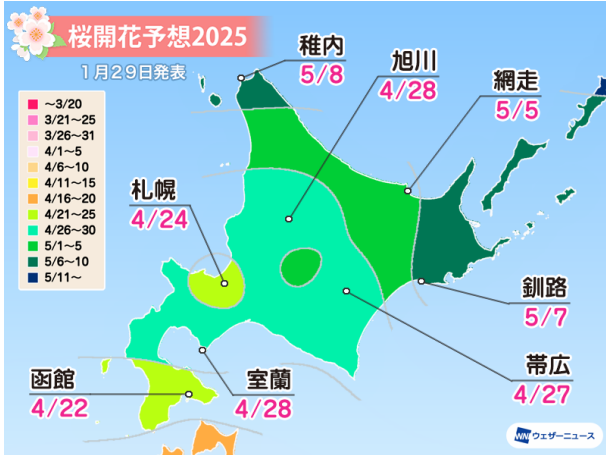 桜開花予想2025
1月29日発表
～3/20
3/21～25
3/26～31
4/1～5
4/6～10
4/11～15
4/16～20
4/21～25
4/26～30
5/1～5
5/6～10
5/11～
稚内
5/8
旭川
4/28
網走
5/5
札幌
4/24
釧路
5/7
帯広
4/27
室蘭
4/28
函館
4/22
WNI ウェザーニュース